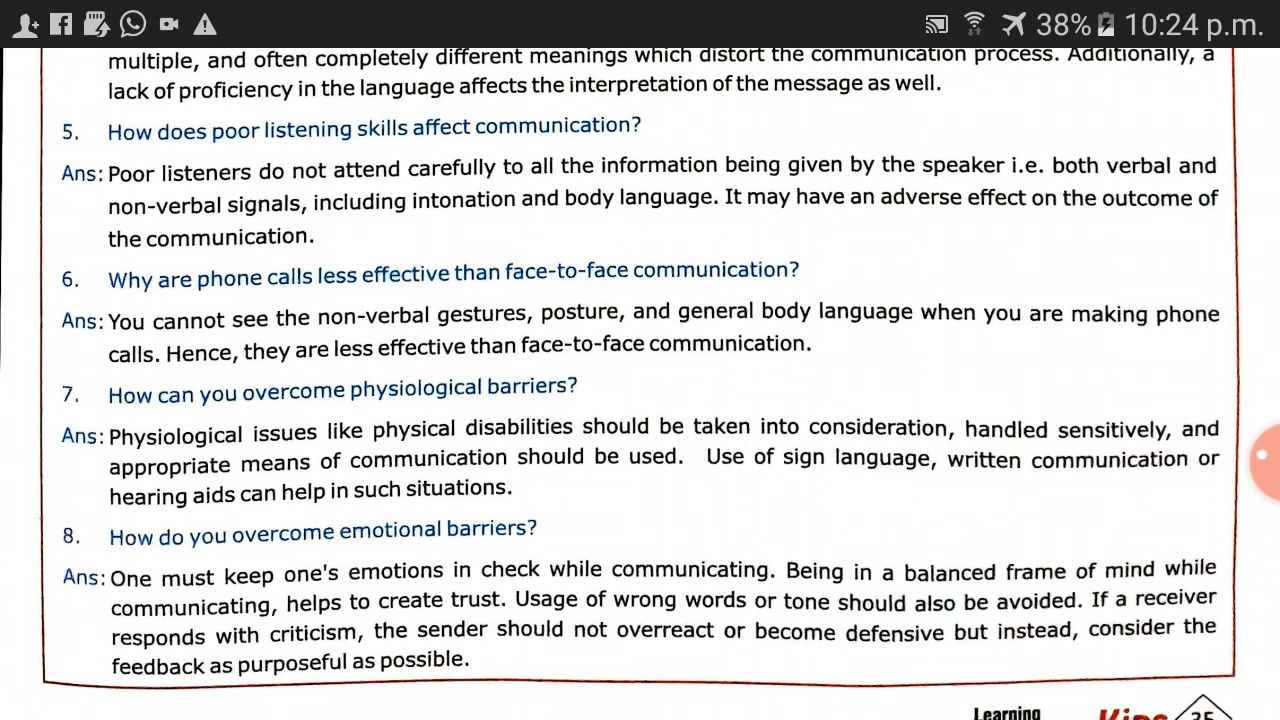 38% 10:24 p.m.
multiple, and often completely different meanings which distort the communication process. Additionally, a
lack of proficiency in the language affects the interpretation of the message as well.
5. How does poor listening skills affect communication?
Ans: Poor listeners do not attend carefully to all the information being given by the speaker i.e. both verbal and
non-verbal signals, including intonation and body language. It may have an adverse effect on the outcome of
the communication.
6. Why are phone calls less effective than face-to-face communication?
Ans: You cannot see the non-verbal gestures, posture, and general body language when you are making phone
calls. Hence, they are less effective than face-to-face communication.
7. How can you overcome physiological barriers?
Ans: Physiological issues like physical disabilities should be taken into consideration, handled sensitively, and
appropriate means of communication should be used. Use of sign language, written communication or
hearing aids can help in such situations.
8. How do you overcome emotional barriers?
Ans: One must keep one's emotions in check while communicating. Being in a balanced frame of mind while
communicating, helps to create trust. Usage of wrong words or tone should also be avoided. If a receiver
responds with criticism, the sender should not overreact or become defensive but instead, consider the
feedback as purposeful as possible.
Learning
Kips 35